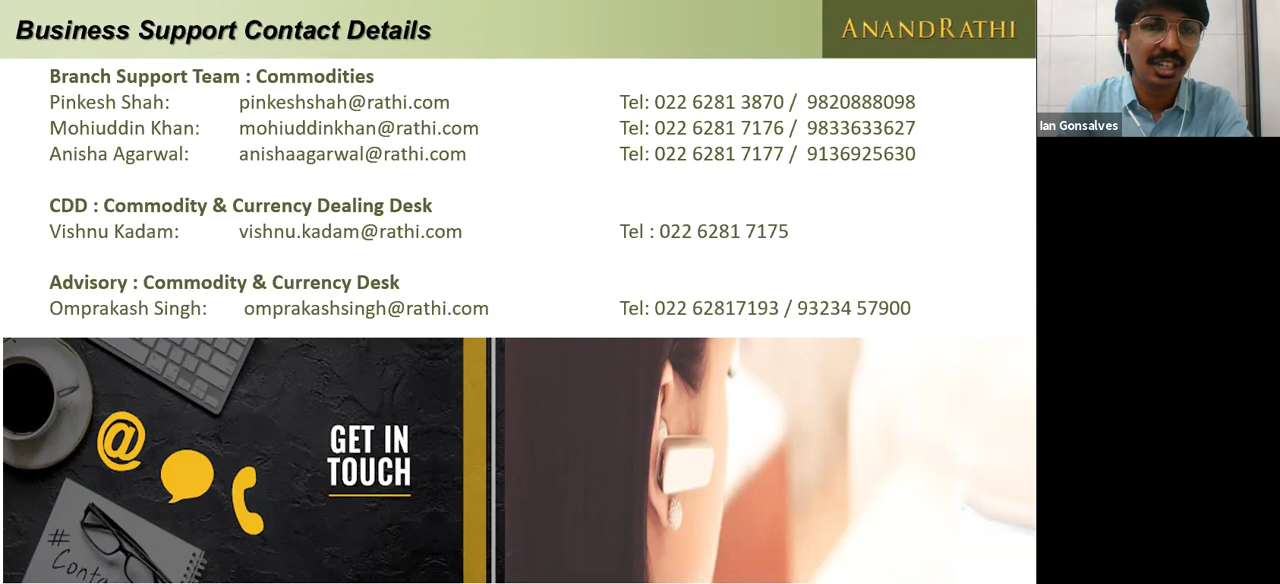 Business Support Contact Details
ANANDRATHI
Ian Gonsalves
Branch Support Team : Commodities
Pinkesh Shah: pinkeshshah@rathi.com Tel: 022 6281 3870 / 9820888098
Mohiuddin Khan: mohiuddinkhan@rathi.com Tel: 022 6281 7176 / 9833633627
Anisha Agarwal: anishaagarwal@rathi.com Tel: 022 6281 7177 / 9136925630
CDD : Commodity & Currency Dealing Desk
Vishnu Kadam: vishnu.kadam@rathi.com Tel : 022 6281 7175
Advisory : Commodity & Currency Desk
Omprakash Singh: omprakashsingh@rathi.com Tel: 022 62817193 / 93234 57900
@
GET IN
TOUCH
#